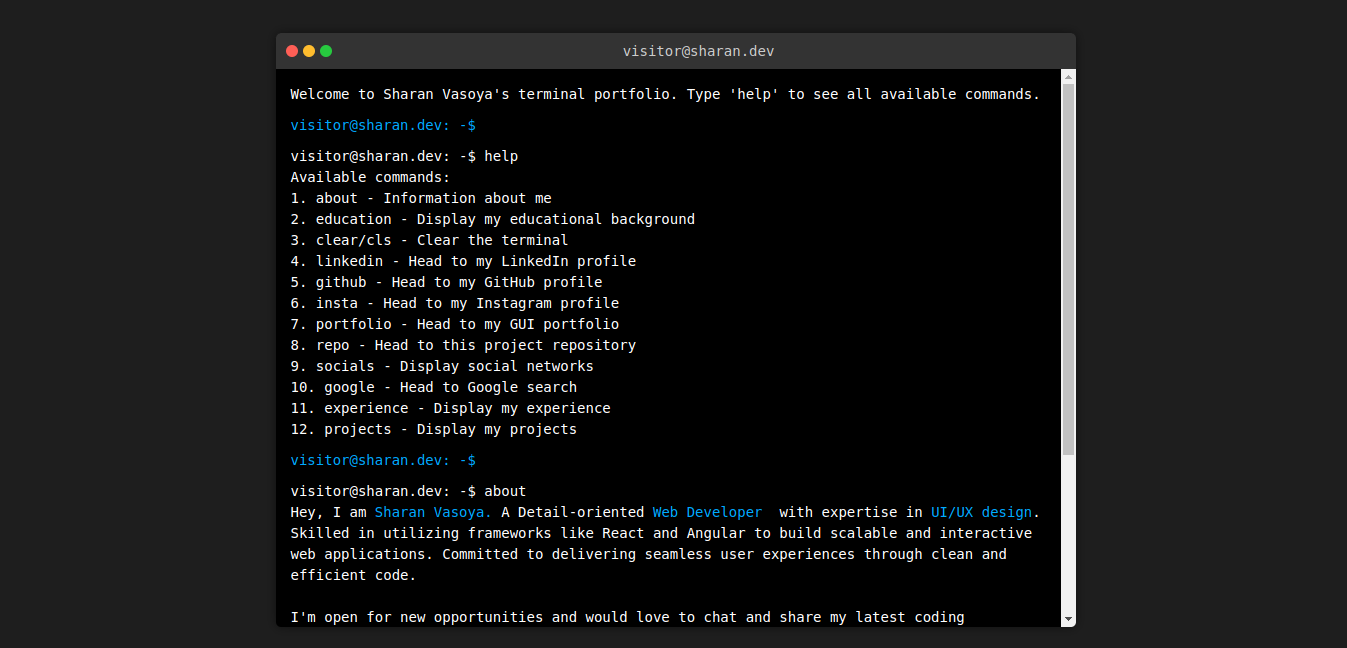 visitor@sharan.dev
Welcome to Sharan Vasoya's terminal portfolio. Type 'help' to see all available commands.
visitor@sharan.dev: ~$
visitor@sharan.dev: ~$ help
Available commands:
1. about - Information about me
2. education - Display my educational background
3. clear/cls - Clear the terminal
4. linkedin - Head to my LinkedIn profile
5. github - Head to my GitHub profile
6. insta - Head to my Instagram profile
7. portfolio - Head to my GUI portfolio
8. repo - Head to this project repository
9. socials - Display social networks
10. google - Head to Google search
11. experience - Display my experience
12. projects - Display my projects
visitor@sharan.dev: ~$
visitor@sharan.dev: ~$ about
Hey, I am Sharan Vasoya. A Detail-oriented Web Developer  with expertise in UI/UX design.
Skilled in utilizing frameworks like React and Angular to build scalable and interactive
web applications. Committed to delivering seamless user experiences through clean and
efficient code.
I'm open for new opportunities and would love to chat and share my latest coding